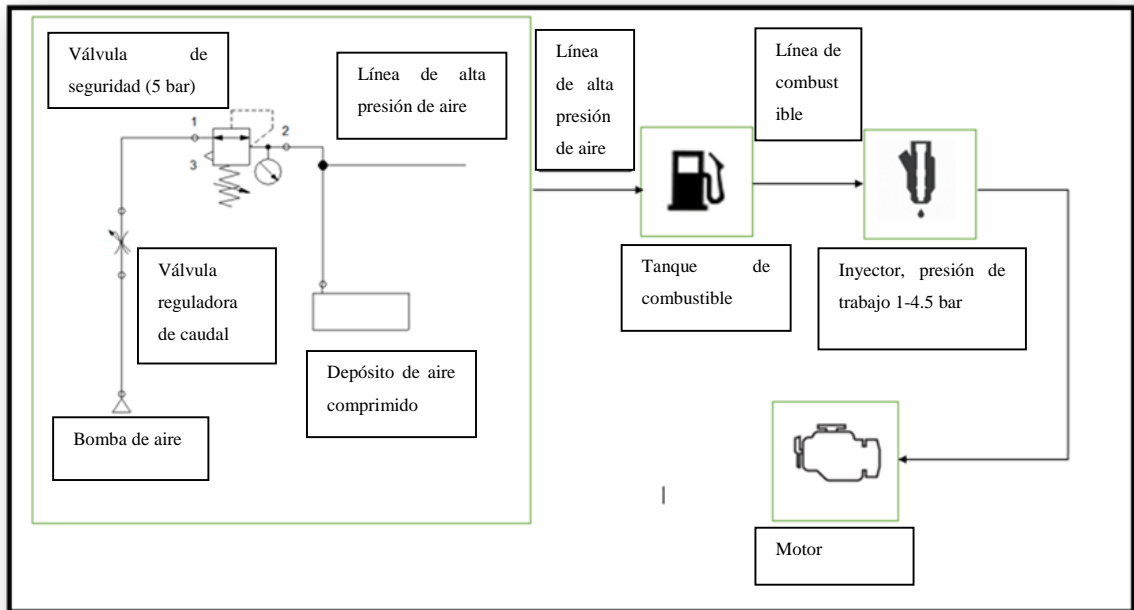 Válvula de
seguridad (5 bar)
Línea de alta
presión de aire
Línea
de alta
presión
de aire
Línea de
combust
ible
1
2
3
Válvula
reguladora
de caudal
Tanque de
combustible
Inyector, presión de
trabajo 1-4.5 bar
Depósito de aire
comprimido
Bomba de aire
Motor